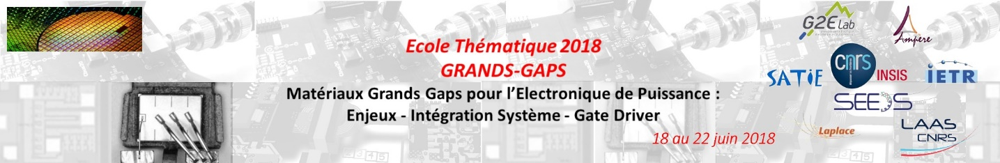 Ecole Thématique 2018
GRANDS-GAPS
Matériaux Grands Gaps pour l'Electronique de Puissance :
Enjeux - Intégration Système - Gate Driver
18 au 22 juin 2018
G2Elab
Ampère
SATIE
cnrs
INSIS
iETR
SEEDS
Laplace
LAAS
CNRS